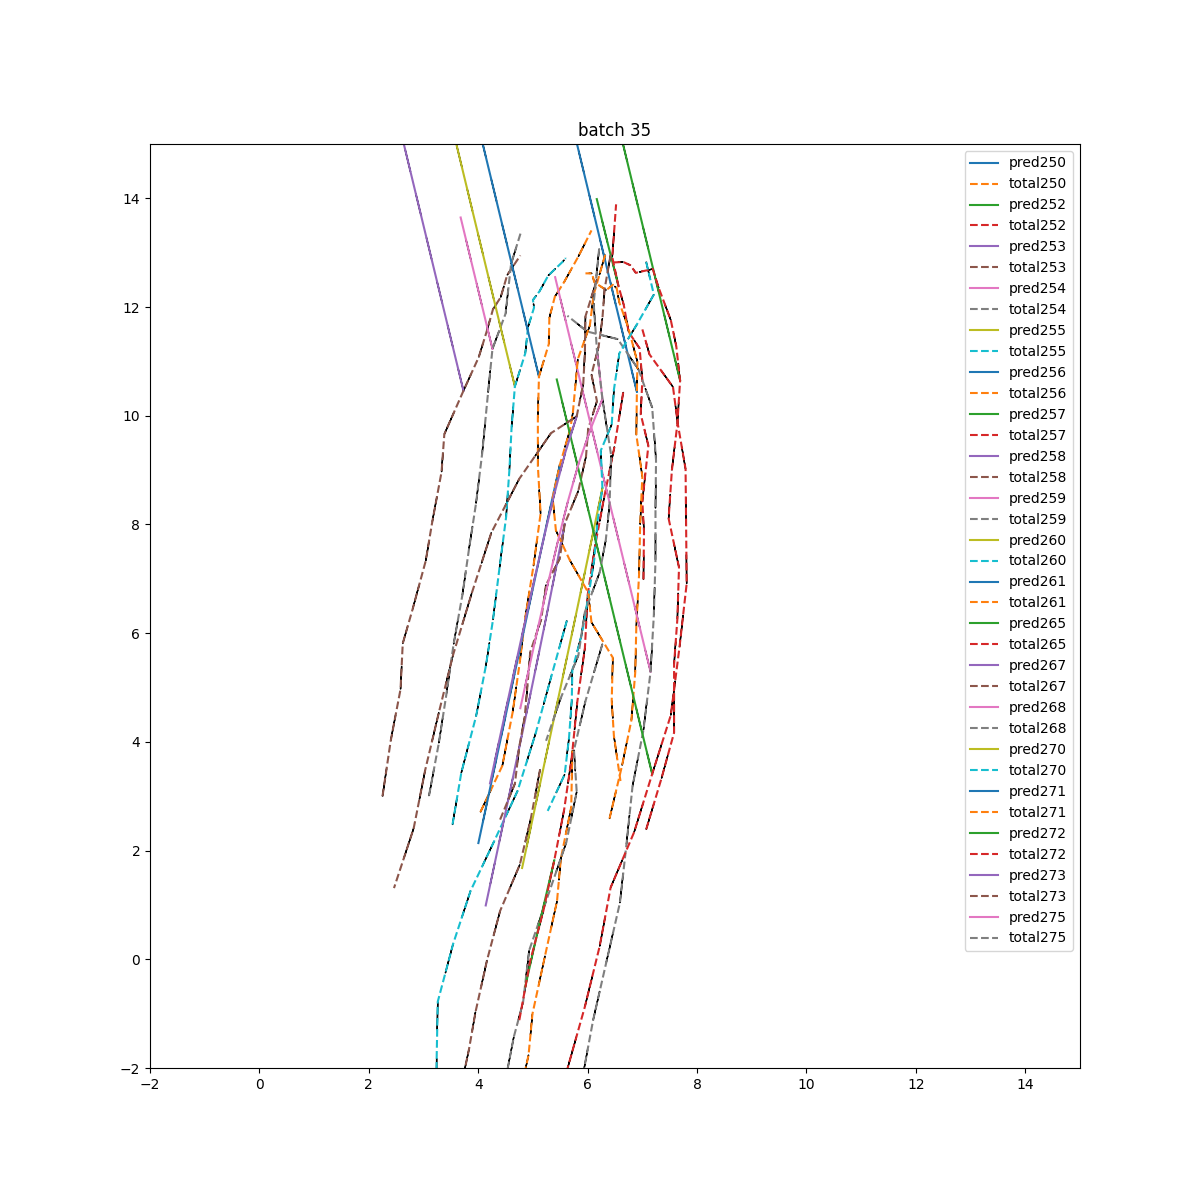 batch 35
14
12
10
8
6
4
2
0
−2
−2
0
2
4
6
8
10
12
14
pred250
total250
pred252
total252
pred253
total253
pred254
total254
pred255
total255
pred256
total256
pred257
total257
pred258
total258
pred259
total259
pred260
total260
pred261
total261
pred265
total265
pred267
total267
pred268
total268
pred270
total270
pred271
total271
pred272
total272
pred273
total273
pred275
total275